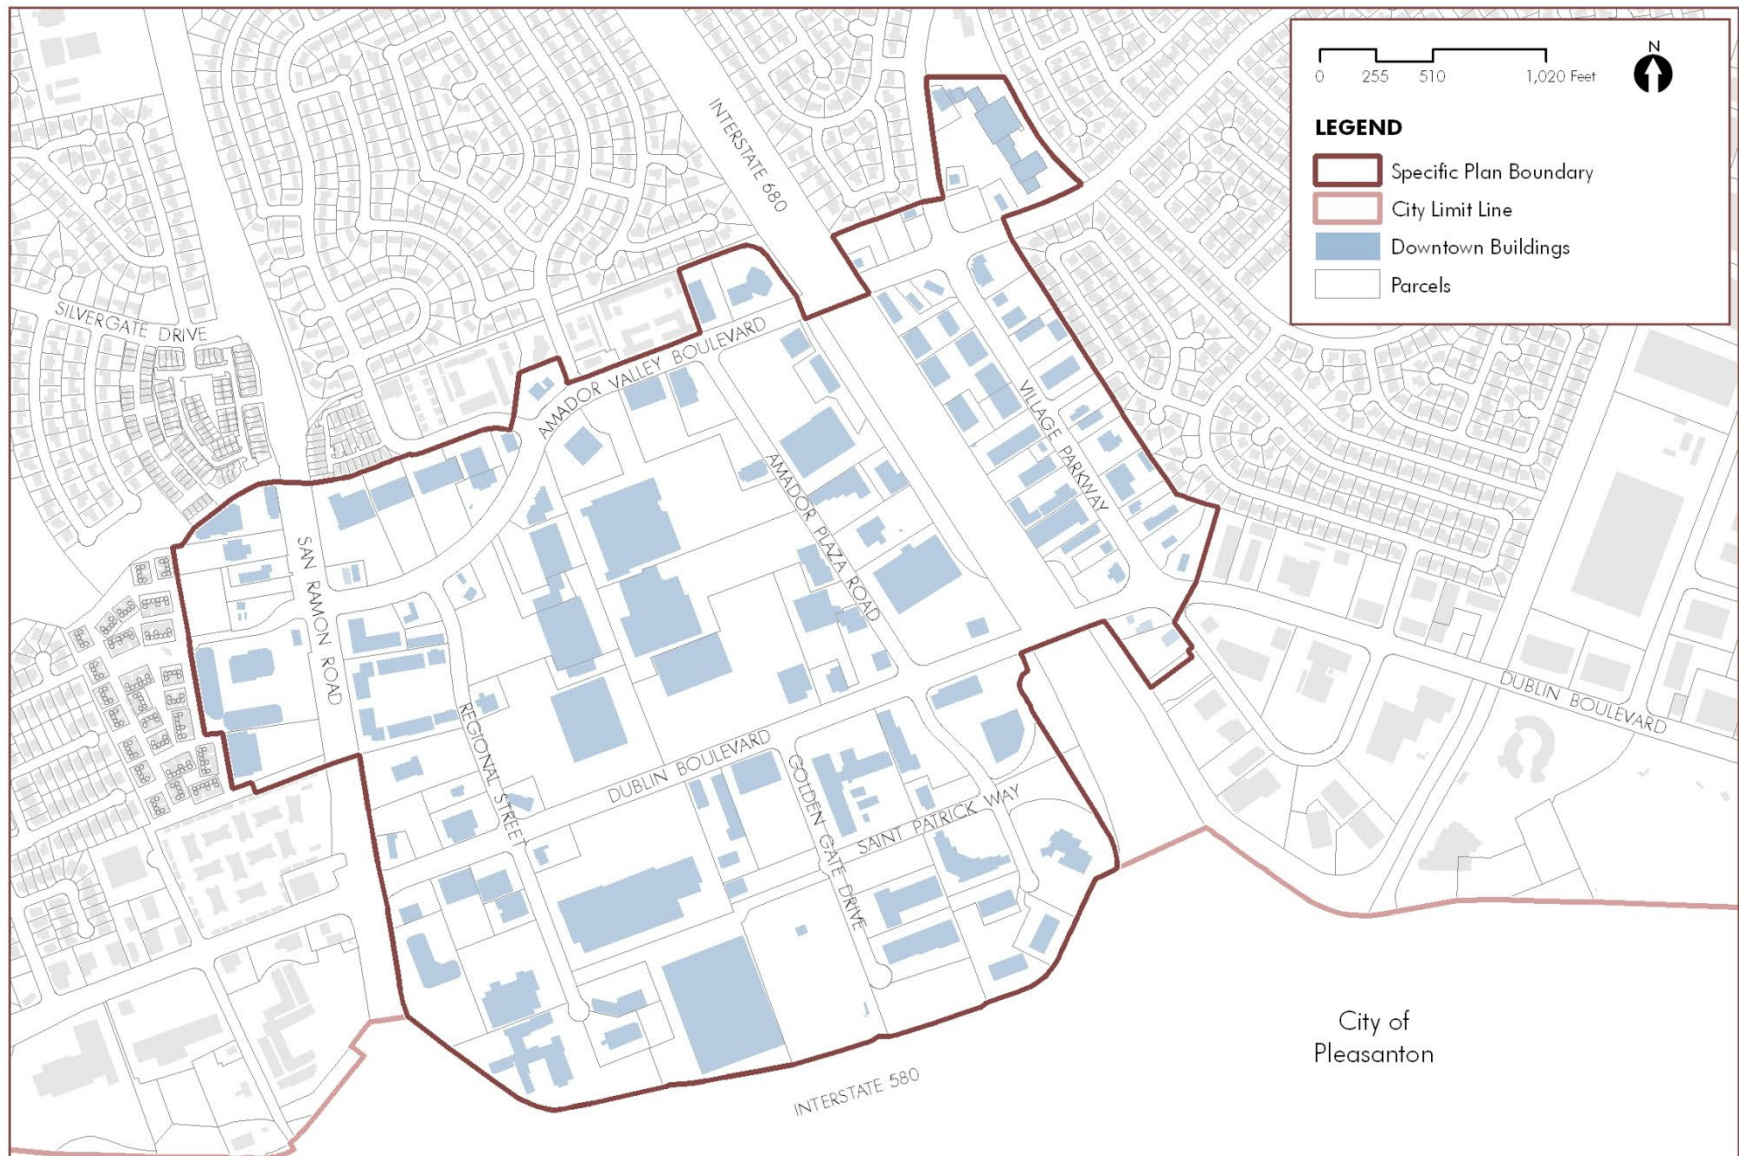 N
0 255 510 1,020 Feet
LEGEND
Specific Plan Boundary
City Limit Line
Downtown Buildings
Parcels
INTERSTATE 680
SILVERGATE DRIVE
AMADOR VALLEY BOULEVARD
VILLAGE PARKWAY
AMADOR PLAZA ROAD
SAN RAMON ROAD
REGIONAL STREET
DUBLIN BOULEVARD
DUBLIN BOULEVARD
GOLDEN GATE DRIVE
SAINT PATRICK WAY
City of
Pleasanton
INTERSTATE 580